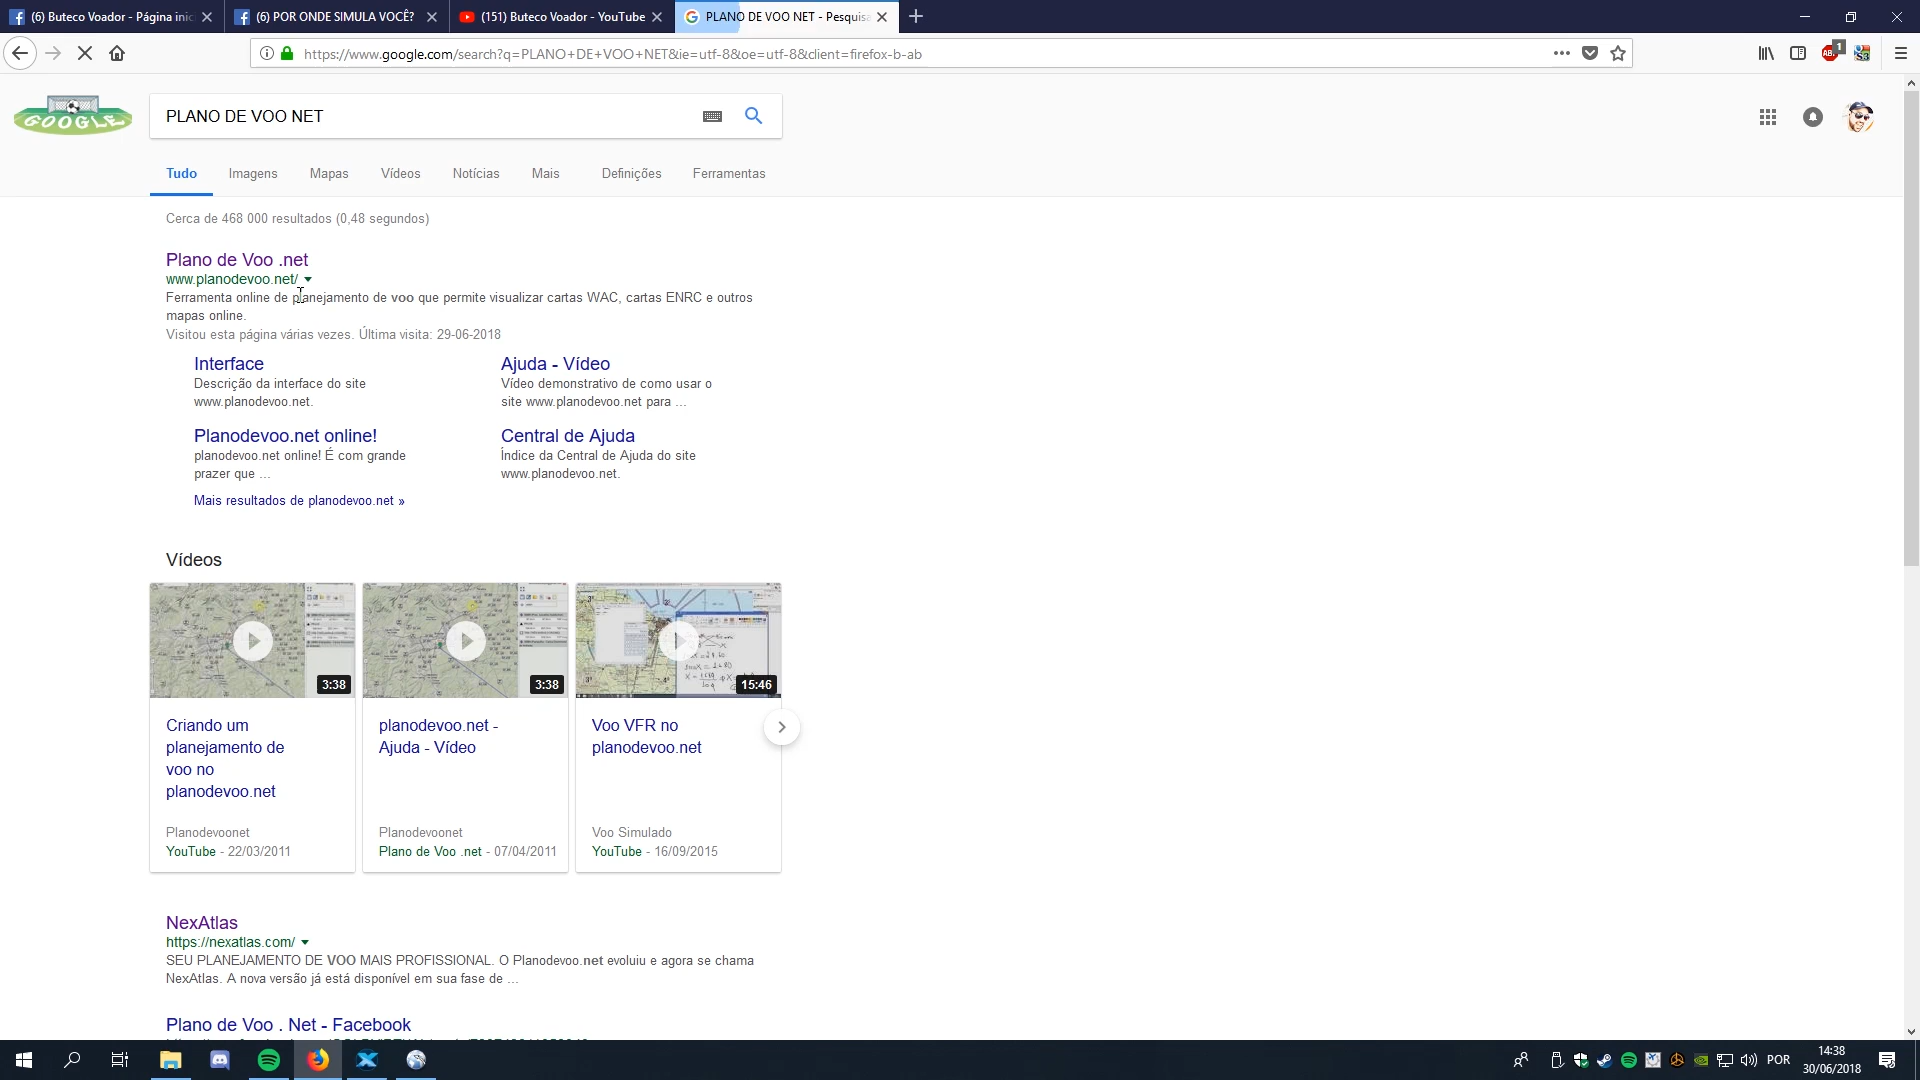 (6) Buteco Voador - Página inic
(6) POR ONDE SIMULA VOCÊ?
(151) Buteco Voador - YouTube
PLANO DE VOO NET - Pesquisa
https://www.google.com/search?q=PLANO+DE+VOO+NET&ie=utf-8&oe=utf-8&client=firefox-b-ab
1
GOOGLE
PLANO DE VOO NET
Tudo
Imagens
Mapas
Vídeos
Notícias
Mais
Definições
Ferramentas
Cerca de 468 000 resultados (0,48 segundos)
Plano de Voo .net
www.planodevoo.net/
Ferramenta online de planejamento de voo que permite visualizar cartas WAC, cartas ENRC e outros
mapas online.
Visitou esta página várias vezes. Última visita: 29-06-2018
Interface
Descrição da interface do site
www.planodevoo.net.
Ajuda - Vídeo
Vídeo demonstrativo de como usar o
site www.planodevoo.net para ...
Planodevoo.net online!
planodevoo.net online! É com grande
prazer que ...
Central de Ajuda
Índice da Central de Ajuda do site
www.planodevoo.net.
Mais resultados de planodevoo.net »
Vídeos
3:38
3:38
15:46
Criando um
planejamento de
voo no
planodevoo.net
Planodevoonet
YouTube - 22/03/2011
planodevoo.net -
Ajuda - Vídeo
Planodevoonet
Plano de Voo .net - 07/04/2011
Voo VFR no
planodevoo.net
Voo Simulado
YouTube - 16/09/2015
NexAtlas
https://nexatlas.com/
SEU PLANEJAMENTO DE VOO MAIS PROFISSIONAL. O Planodevoo.net evoluiu e agora se chama
NexAtlas. A nova versão já está disponível em sua fase de ...
Plano de Voo . Net - Facebook
POR
14:38
30/06/2018